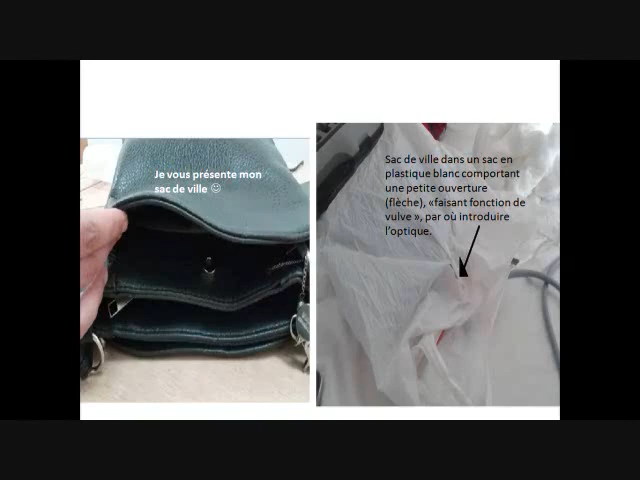 Je vous présente mon
sac de ville ☺
Sac de ville dans un sac en
plastique blanc comportant
une petite ouverture
(flèche), «faisant fonction de
vulve », par où introduire
l’optique.